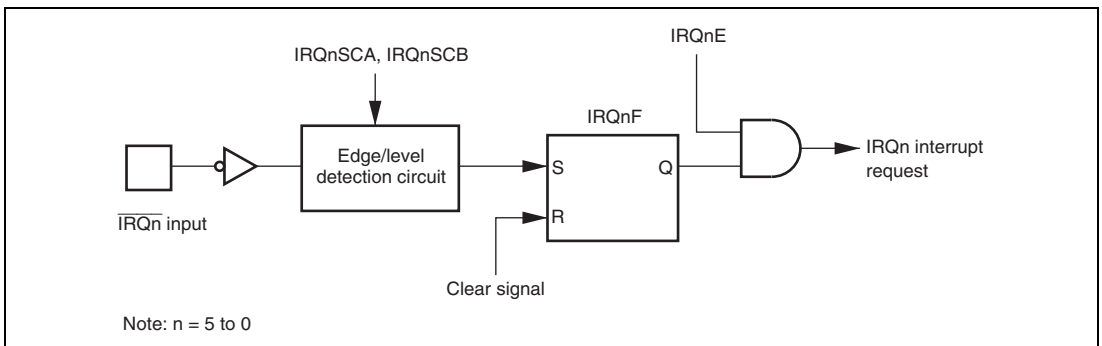 IRQnE
IRQnSCA, IRQnSCB
IRQnF
Edge/level
detection circuit
S
Q
R
IRQn interrupt
request
IRQn input
Clear signal
Note: n = 5 to 0